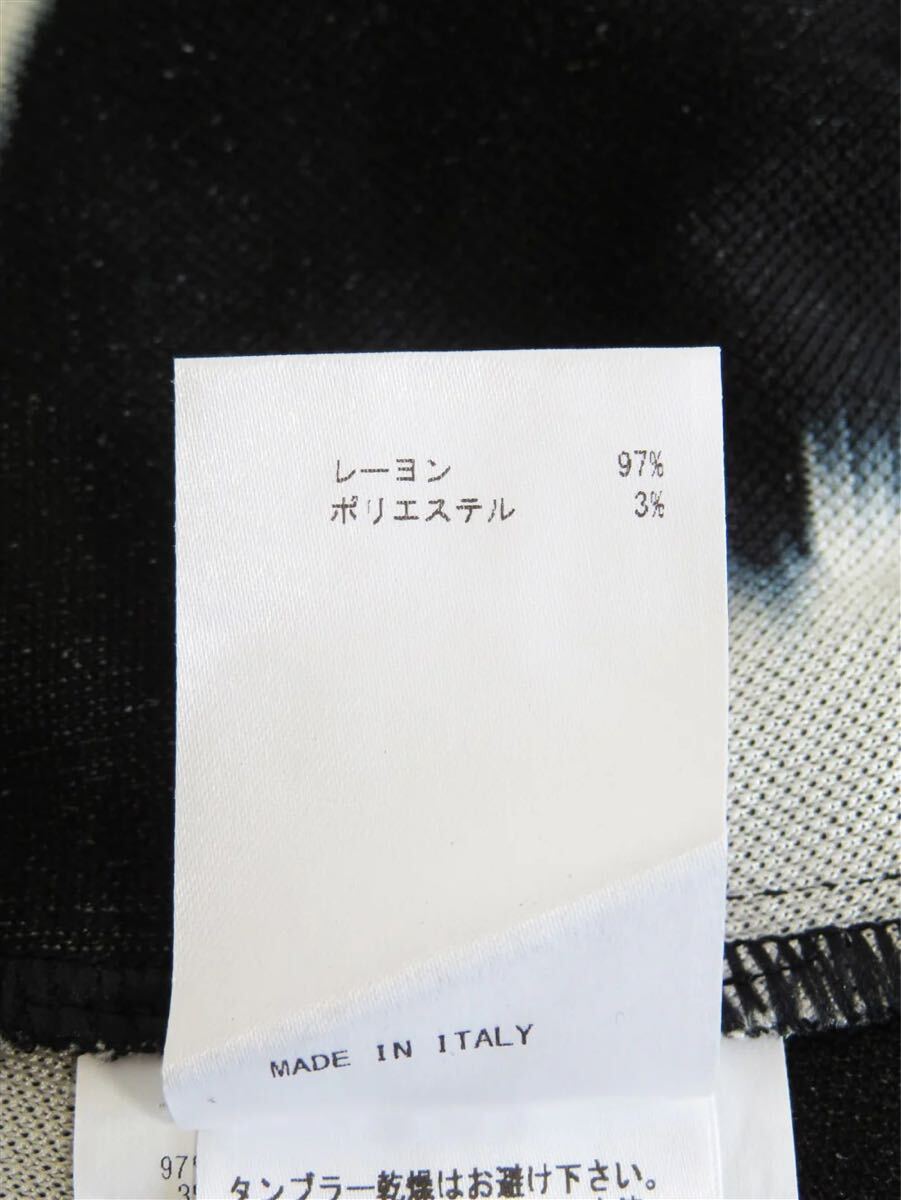 レーヨン 97%
ポリエステル 3%
MADE IN ITALY
97
タンブラー乾燥はお避け下さい。